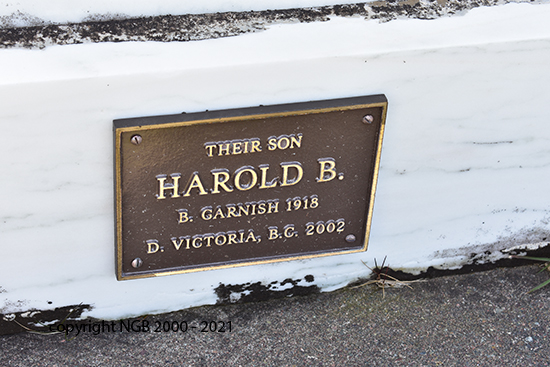 THEIR SON
HAROLD B.
B. GARNISH 1918
D. VICTORIA, B.C. 2002
copyright NGB 2000 - 2021